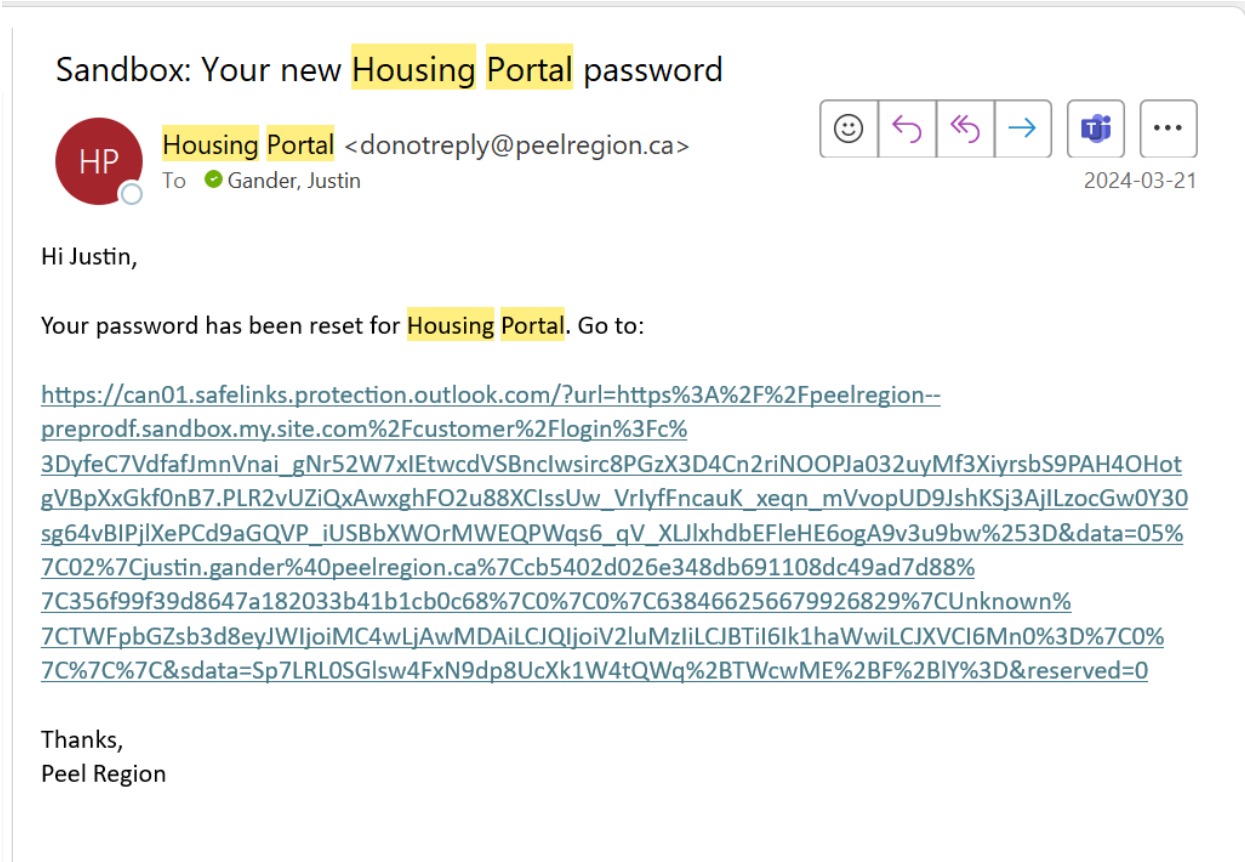 Sandbox: Your new Housing Portal password
HP
Housing Portal <donotreply@peelregion.ca>
To Gander, Justin
2024-03-21
Hi Justin,
Your password has been reset for Housing Portal. Go to:
https://can01.safelinks.protection.outlook.com/?url=https%3A%2F%2Fpeelregion--
preprodf.sandbox.my.site.com%2Fcustomer%2Flogin%3Fc%
3DyfeC7VdfafJmnVnai_gNr52W7xIEtwcdVSBncIwsirc8PGzX3D4Cn2riNOOPJa032uyMf3XiyrsbS9PAH4OHot
gVBpXxGkf0nB7.PLR2vUZiQxAwxghFO2u88XCIssUw_VrIyfFncauK_xeqn_mVvopUD9JshKSj3AjILzocGw0Y30
sg64vBIPjlXePCd9aGQVP_iUSBbXWOrMWEQPWqs6_qV_XLJlxhdbEFleHE6ogA9v3u9bw%253D&data=05%
7C02%7Cjustin.gander%40peelregion.ca%7Ccb5402d026e348db691108dc49ad7d88%
7C356f99f39d8647a182033b41b1cb0c68%7C0%7C0%7C638466256679926829%7CUnknown%
7CTWFpbGZsb3d8eyJWIjoiMC4wLjAwMDAiLCJQIjoiV2luMzIiLCJBTiI6Ik1haWwiLCJXVCI6Mn0%3D%7C0%
7C%7C%7C&sdata=Sp7LRL0SGlsw4FxN9dp8UcXk1W4tQWq%2BTWcwME%2BF%2BlY%3D&reserved=0
Thanks,
Peel Region